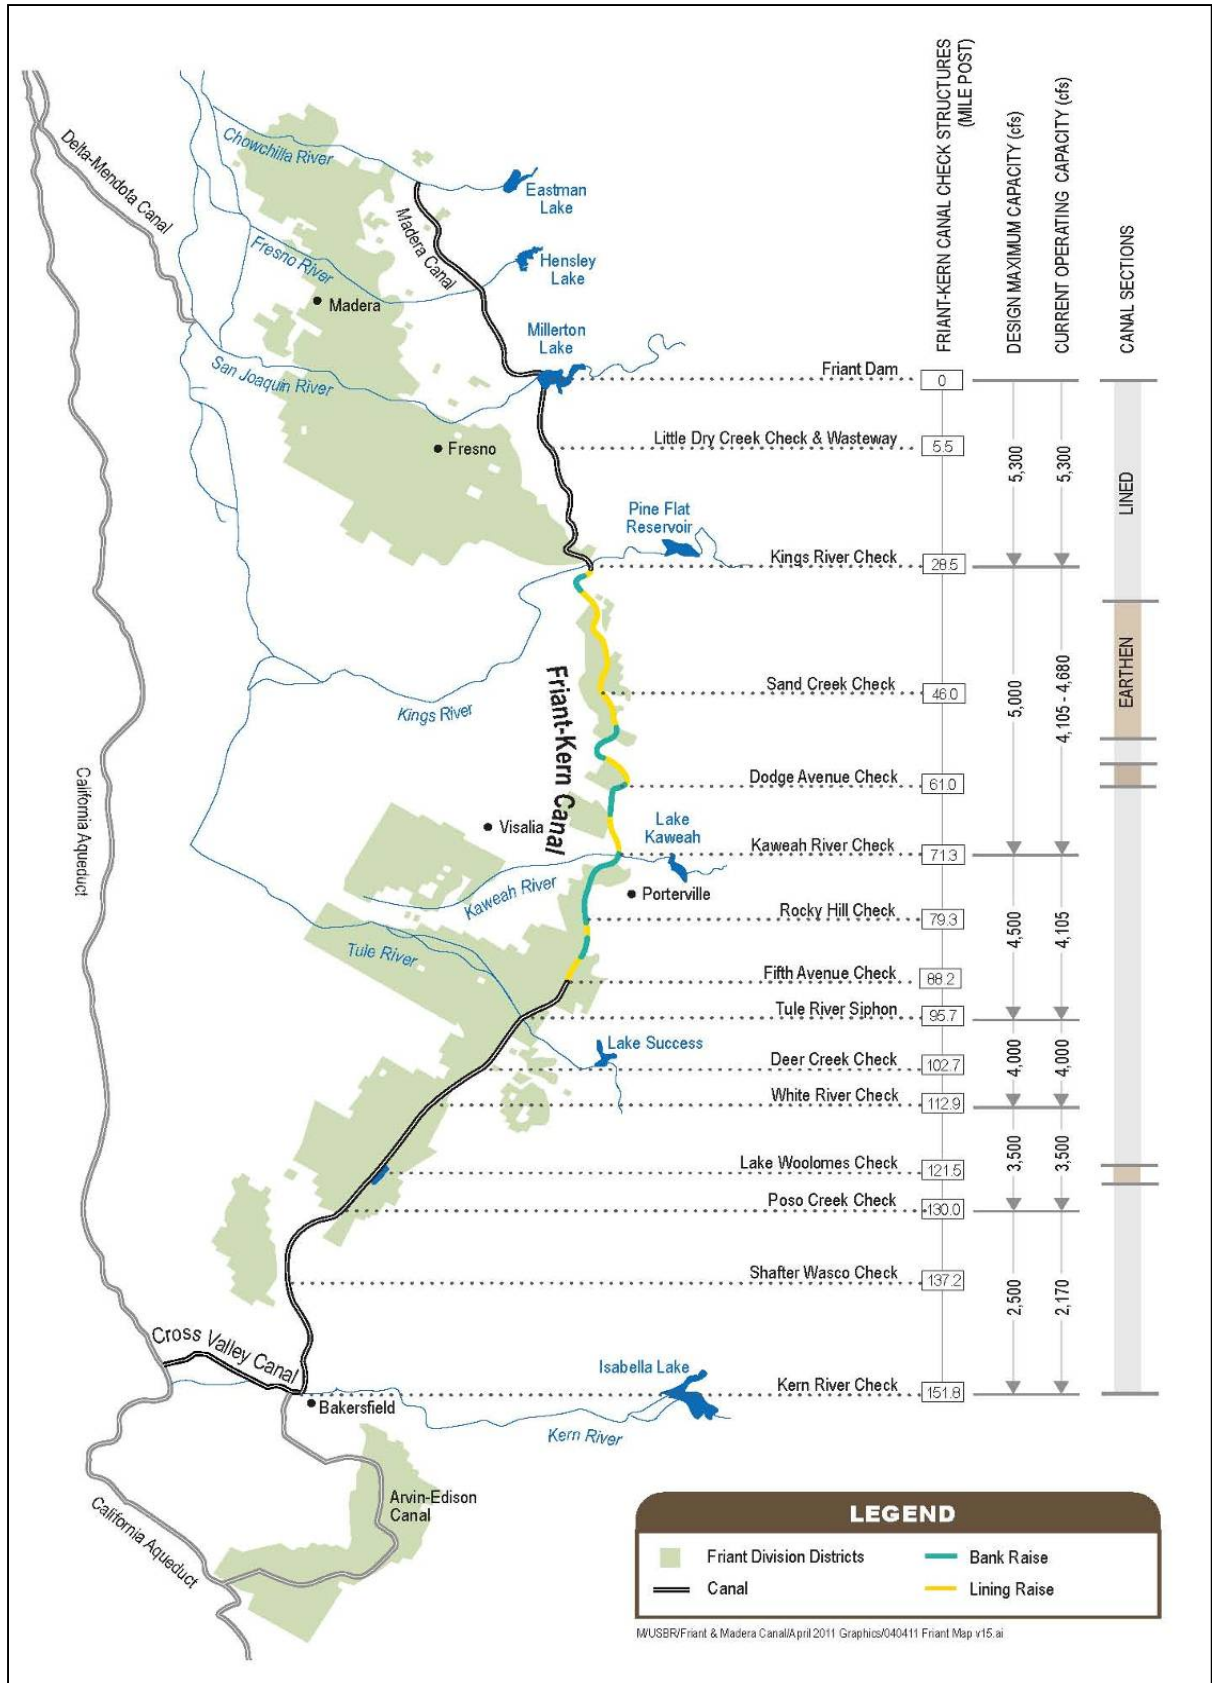 FRIANT-KERN CANAL CHECK STRUCTURES
(MILE POST)
DESIGN MAXIMUM CAPACITY (cfs)
CURRENT OPERATING CAPACITY (cfs)
CANAL SECTIONS
Delta-Mendota Canal
Chowchilla River
Eastman
Lake
Madera Canal
Fresno River
Hensley
Lake
Madera
Millerton
Lake
San Joaquin River
Friant Dam
0
Little Dry Creek Check & Wasteway
5.5
Fresno
5,300
5,300
LINED
Pine Flat
Reservoir
Kings River Check
28.5
Friant-Kern Canal
Sand Creek Check
46.0
Kings River
5,000
4,105 - 4,680
EARTHEN
California Aqueduct
Dodge Avenue Check
61.0
Visalia
Lake
Kaweah
Kaweah River Check
71.3
Kaweah River
Porterville
Rocky Hill Check
79.3
4,500
4,105
Tule River
Fifth Avenue Check
88.2
Tule River Siphon
95.7
Lake Success
Deer Creek Check
102.7
4,000
4,000
White River Check
112.9
Lake Woolomes Check
121.5
3,500
3,500
Poso Creek Check
130.0
Shafter Wasco Check
137.2
2,500
2,170
Cross Valley Canal
Isabella Lake
Kern River Check
151.8
Bakersfield
Kern River
Arvin-Edison
Canal
California Aqueduct
LEGEND
Friant Division Districts
Bank Raise
Canal
Lining Raise
M/USBR/Friant & Madera Canal/April 2011 Graphics/040411 Friant Map v15.ai